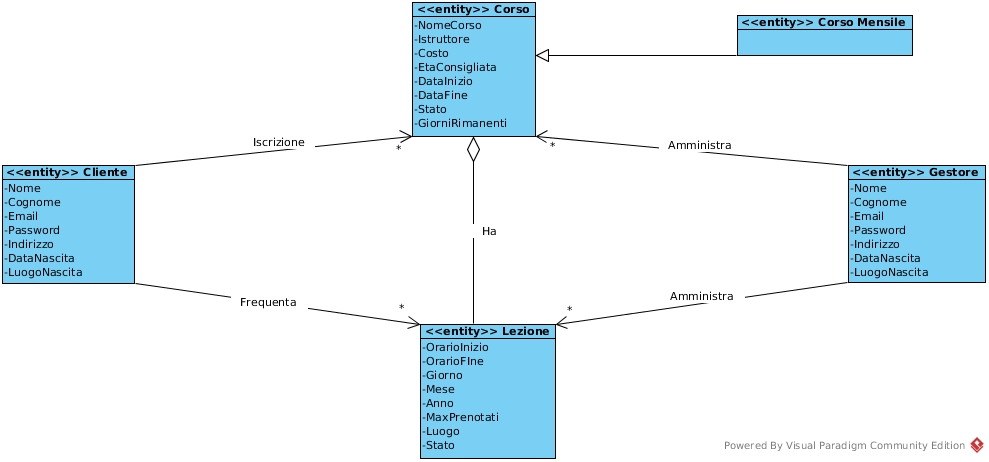 <<entity>> Corso
-NomeCorso
-Istruttore
-Costo
-EtaConsigliata
-DataInizio
-DataFine
-Stato
-GiorniRimanenti
<<entity>> Corso Mensile
Iscrizione
*
*
Amministra
<<entity>> Cliente
-Nome
-Cognome
-Email
-Password
-Indirizzo
-DataNascita
-LuogoNascita
Ha
<<entity>> Gestore
-Nome
-Cognome
-Email
-Password
-Indirizzo
-DataNascita
-LuogoNascita
Frequenta
*
*
Amministra
<<entity>> Lezione
-OrarioInizio
-OrarioFIne
-Giorno
-Mese
-Anno
-MaxPrenotati
-Luogo
-Stato
Powered By Visual Paradigm Community Edition